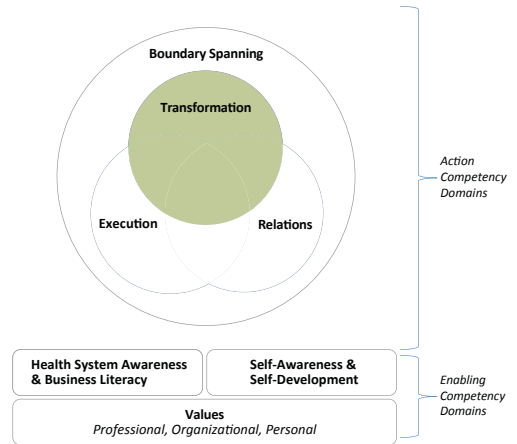 Boundary Spanning
Transformation
Execution
Relations
Action
Competency
Domains
Health System Awareness
& Business Literacy
Self-Awareness &
Self-Development
Enabling
Competency
Domains
Values
Professional, Organizational, Personal